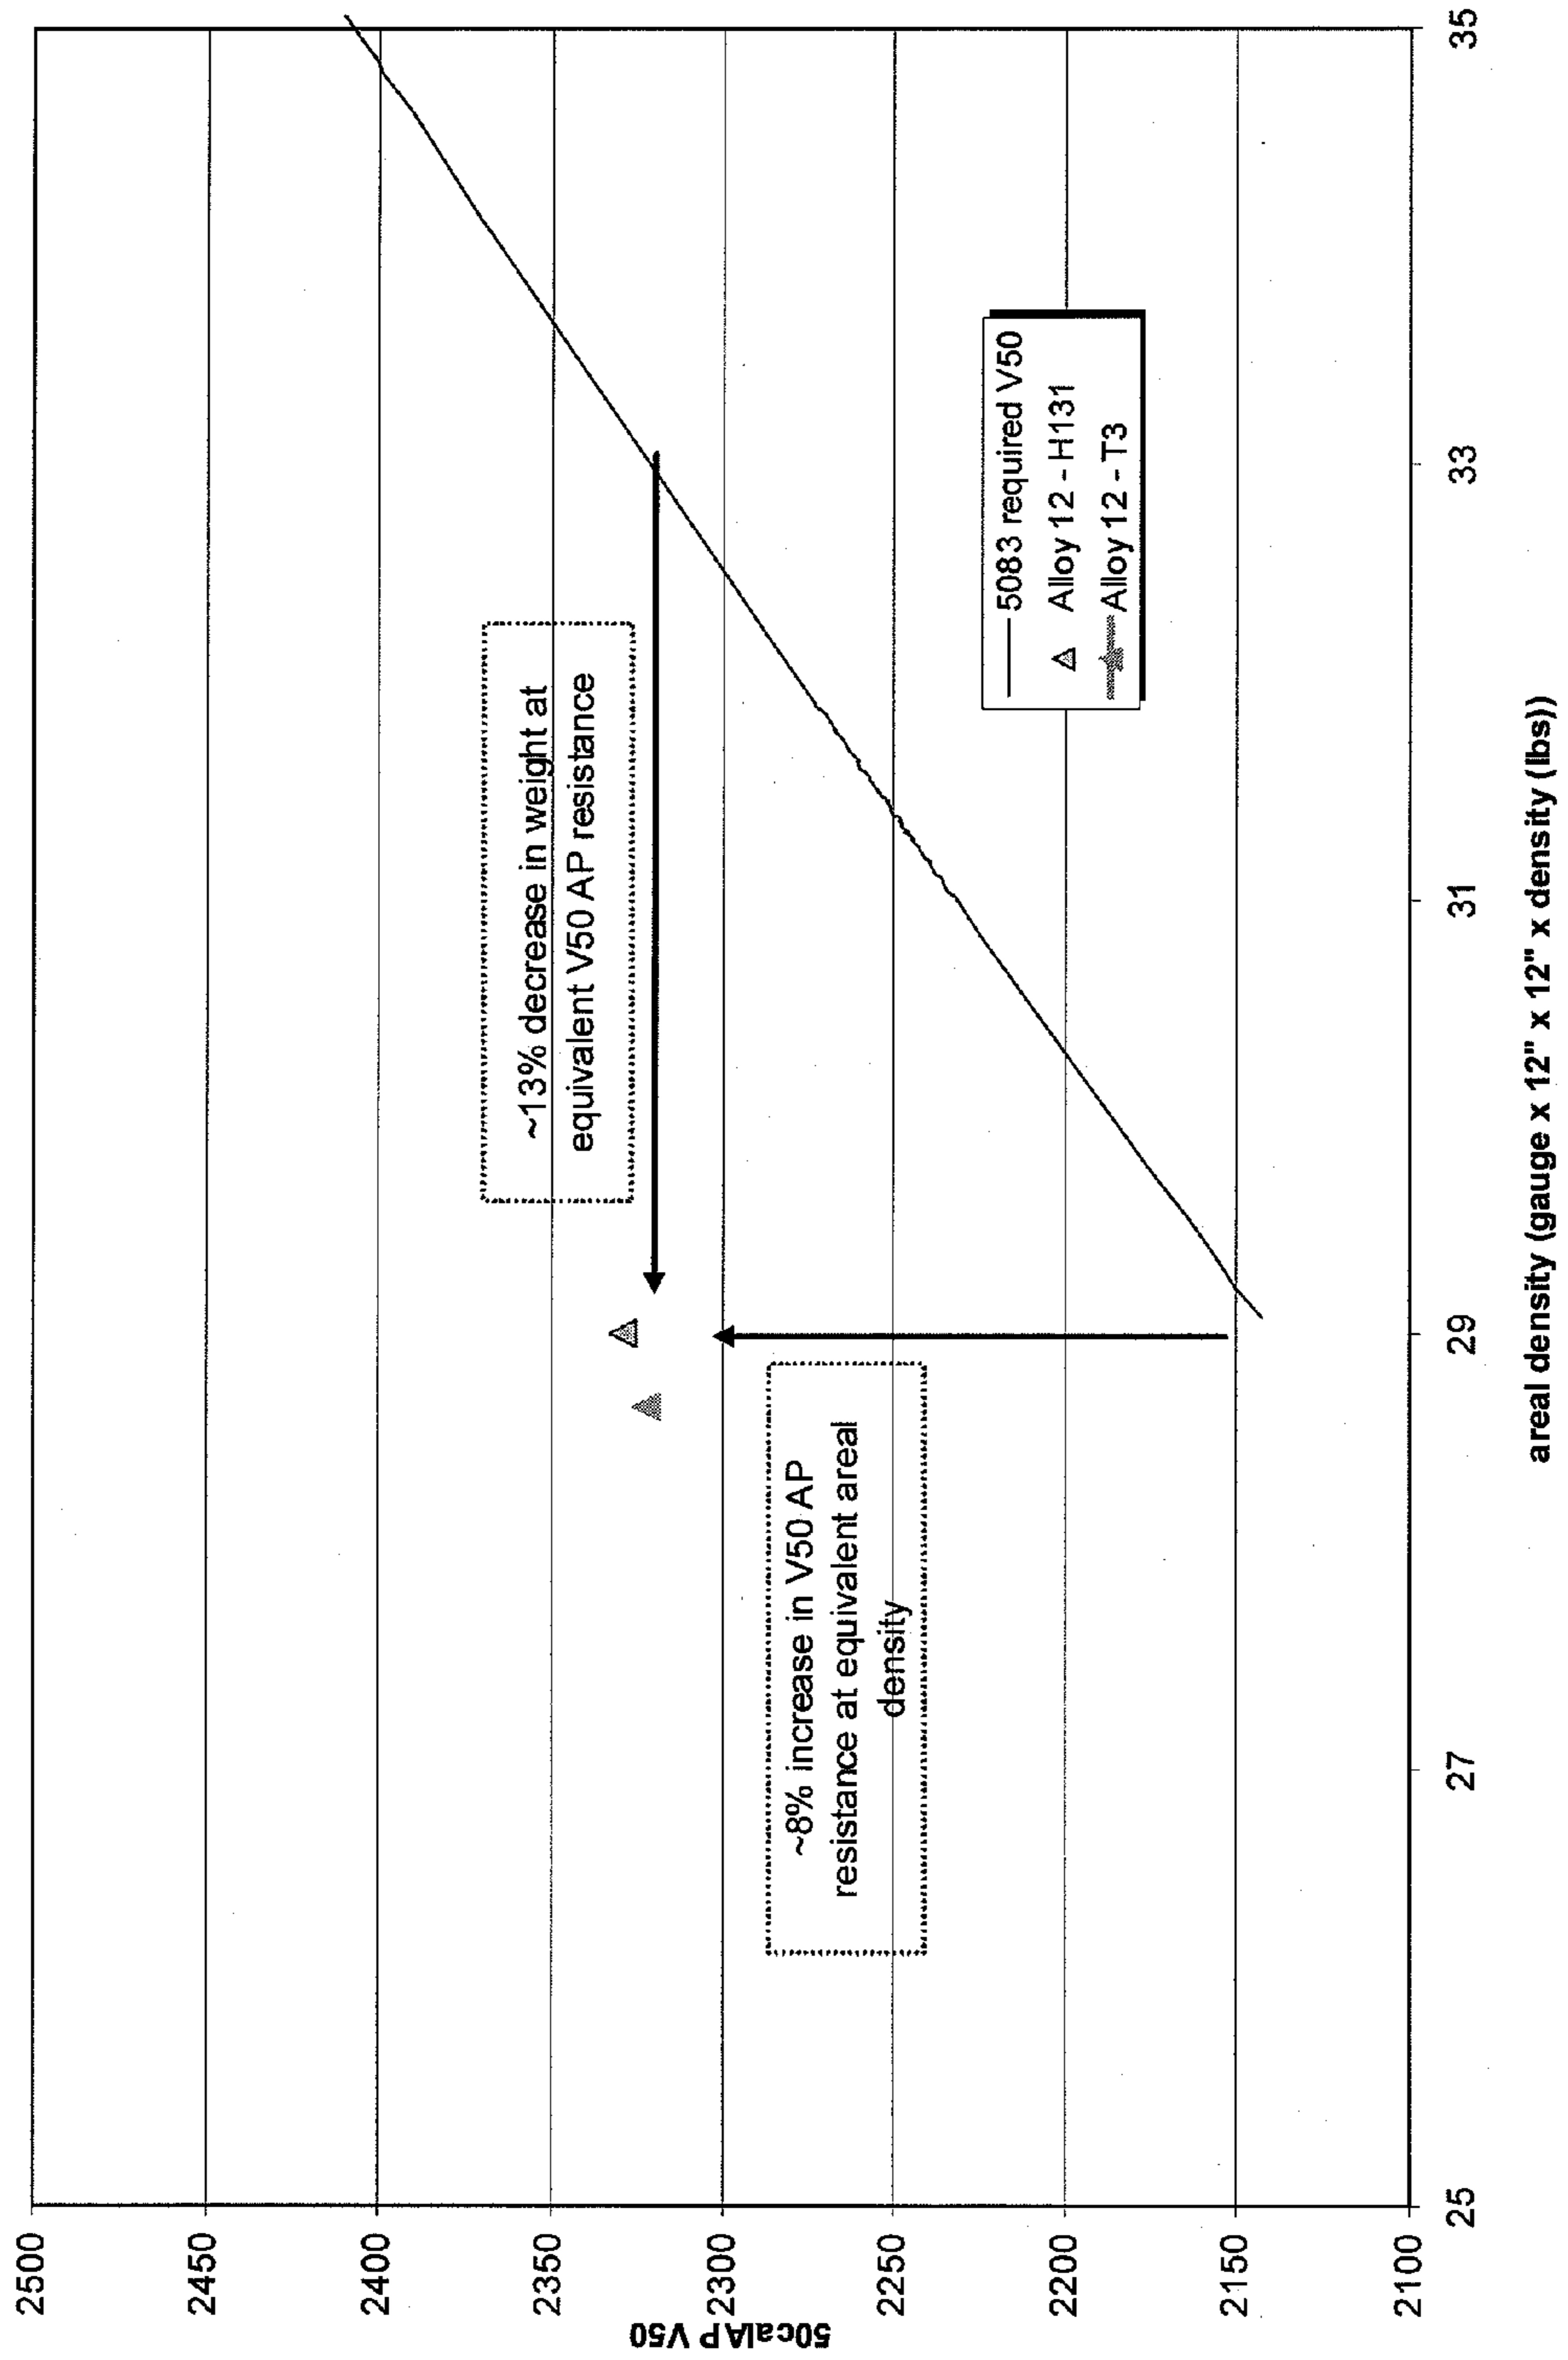 50calAP V50
2500
2450
2400
2350
2300
2250
2200
2150
2100
~13% decrease in weight at
equivalent V50 AP resistance
~8% increase in V50 AP
resistance at equivalent areal
density
5083 required V50
Alloy 12 - H131
Alloy 12 - T3
25
27
29
31
33
35
areal density (gauge x 12" x 12" x density (lbs))